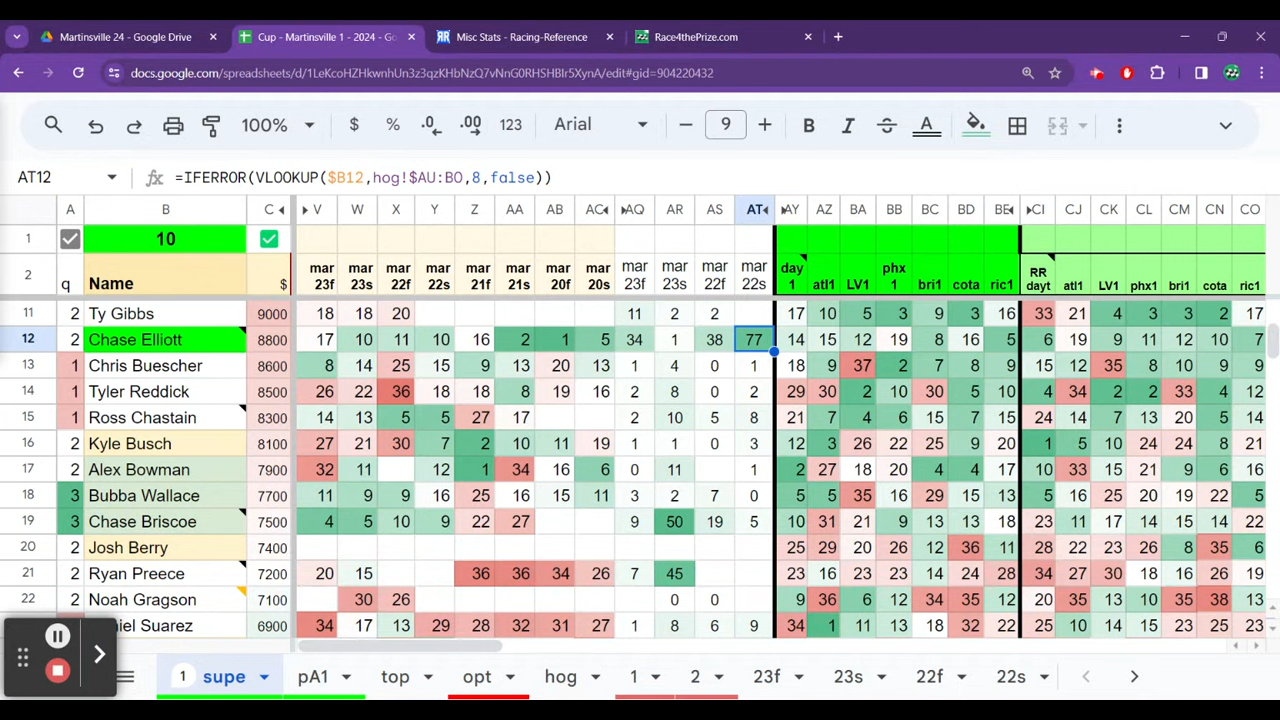 Martinsville 24 - Google Drive Cup - Martinsville 1 - 2024 - Go Misc Stats - Racing-Reference Race4thePrize.com
docs.google.com/spreadsheets/d/1LeKcoHZHkwnhUn3z3qzKHbNzQ7vNnG0RHSHBIr5XynA/edit#gid=904220432
100% $ % .0 .00 123 Arial 9 B I S A
AT12 =IFERROR(VLOOKUP($B12,hog!$AU:BO,8,false))
A B C V W X Y Z AA AB AC AQ AR AS AT AY AZ BA BB BC BD BE CI CJ CK CL CM CN CO
1 10
2 q Name $ mar 23f mar 23s mar 22f mar 22s mar 21f mar 21s mar 20f mar 20s mar 23f mar 23s mar 22f mar 22s day 1 atl1 LV1 phx 1 bri1 cota ric1 RR dayt atl1 LV1 phx1 bri1 cota ric1
11 2 Ty Gibbs 9000 18 18 20 11 2 2 17 10 5 3 9 3 16 33 21 4 3 3 2 17
12 2 Chase Elliott 8800 17 10 11 10 16 2 1 5 34 1 38 77 14 15 12 19 8 16 5 6 19 9 11 12 10 7
13 1 Chris Buescher 8600 8 14 25 15 9 13 20 13 1 4 0 1 18 9 37 2 7 8 9 15 12 35 8 10 9 9
14 1 Tyler Reddick 8500 26 22 36 18 18 8 19 16 2 8 0 2 29 30 2 10 30 5 10 4 34 2 2 33 4 12
15 1 Ross Chastain 8300 14 13 5 5 27 17 2 10 5 8 21 7 4 6 15 7 15 24 14 7 13 20 5 14
16 2 Kyle Busch 8100 27 21 30 7 2 10 11 19 1 1 0 3 12 3 26 22 25 9 20 1 5 10 24 24 8 21
17 2 Alex Bowman 7900 32 11 12 1 34 16 6 0 11 1 2 27 18 20 4 4 17 10 33 15 21 9 6 16
18 3 Bubba Wallace 7700 11 9 9 16 25 16 15 11 3 2 7 0 5 5 35 16 29 15 13 5 16 25 20 19 22 5
19 3 Chase Briscoe 7500 4 5 10 9 22 27 9 50 19 5 10 31 21 9 13 13 18 23 11 17 14 15 14 22
20 2 Josh Berry 7400 25 29 20 26 12 36 11 28 22 23 26 8 35 6
21 2 Ryan Preece 7200 20 15 36 36 34 26 7 45 23 16 23 23 14 24 28 34 27 30 18 16 26 19
22 2 Noah Gragson 7100 30 26 0 0 9 36 6 12 34 35 12 20 35 13 10 35 38 10
iel Suarez 6900 34 17 13 29 28 32 31 27 1 8 6 9 34 1 11 13 18 32 22 25 10 14 15 23 25 23
1 supe pA1 top opt hog 1 2 23f 23s 22f 22s